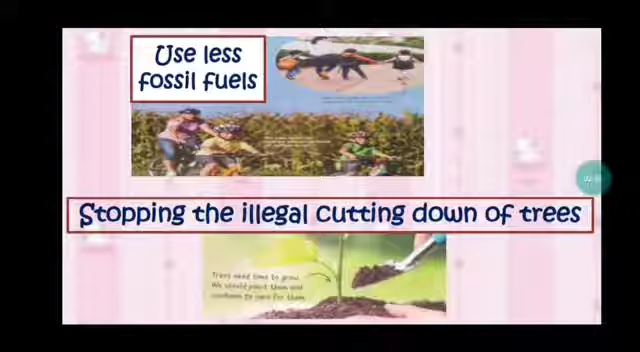 Use less
fossil fuels
Stopping the illegal cutting down of trees
Trees need time to grow.
We should plant them and
continue to care for them.